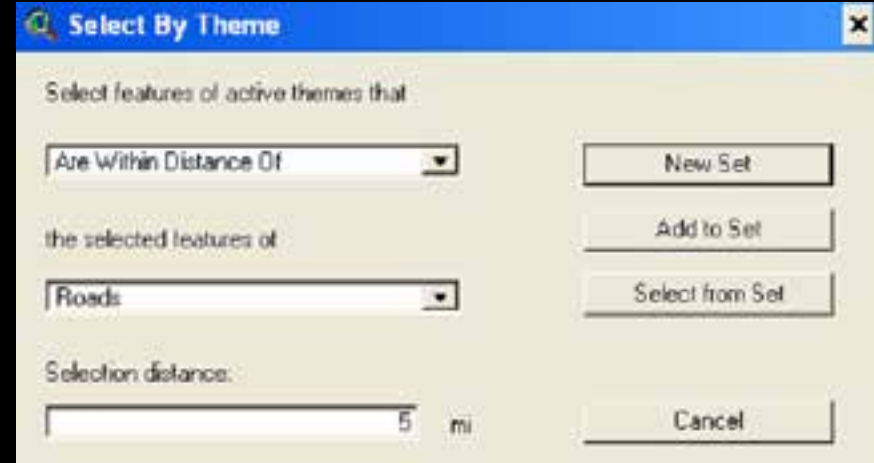 Select By Theme
Select features of active themes that
Are Within Distance Of
New Set
the selected features of
Add to Set
Roads
Select from Set
Selection distance:
5 mi
Cancel